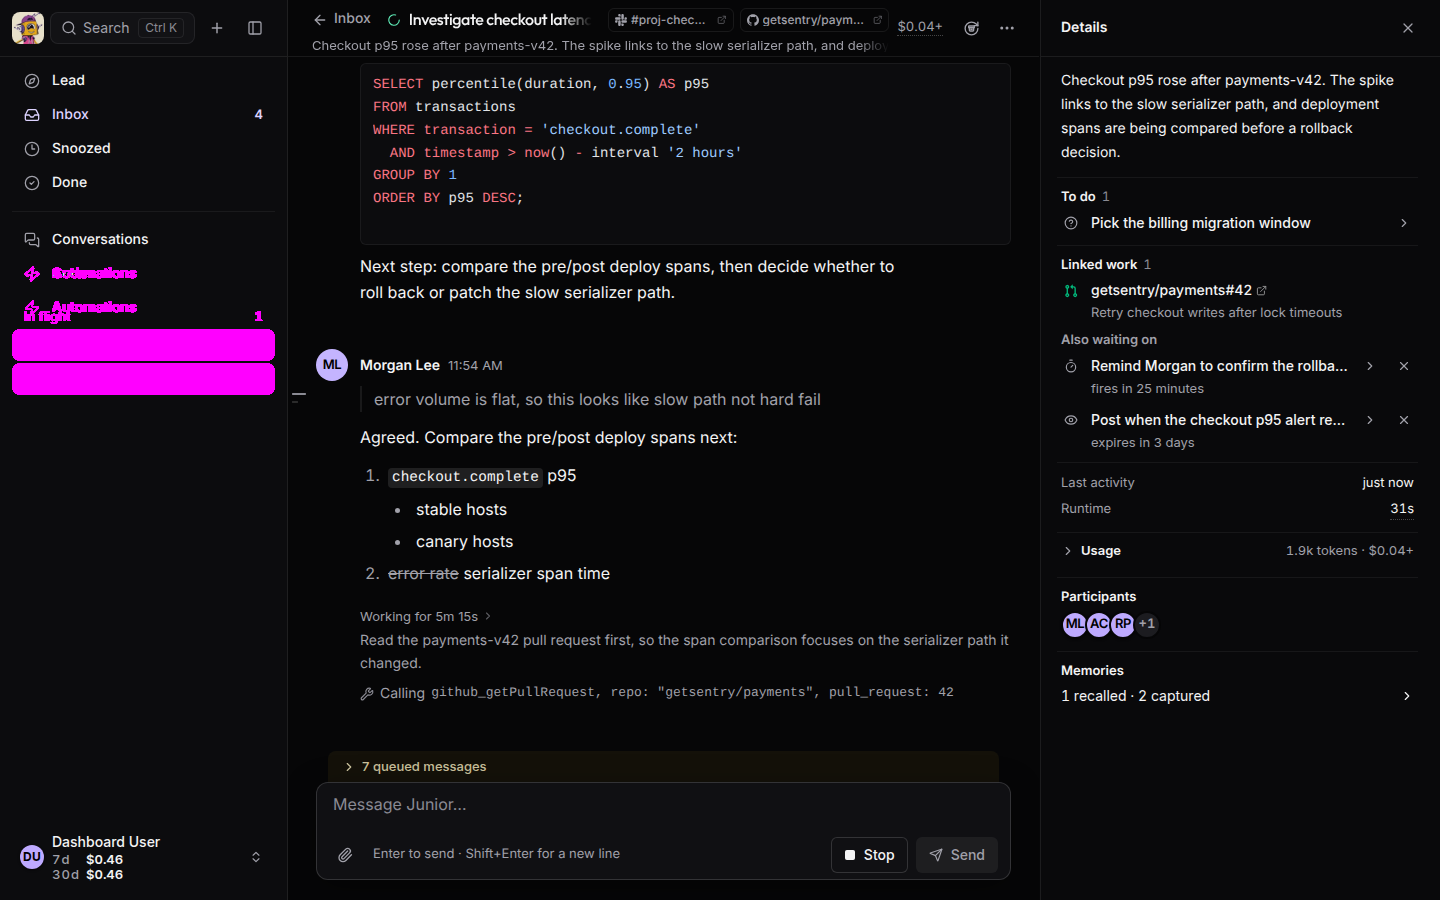 Search Ctrl K
Lead
Inbox 4
Snoozed
Done
Conversations
Automations
In flight 1
Dashboard User
DU
7d $0.46
30d $0.46
Inbox
Investigate checkout laten
#proj-chec...
getsentry/paym...
$0.04+
Checkout p95 rose after payments-v42. The spike links to the slow serializer path, and deplo
SELECT percentile(duration, 0.95) AS p95
FROM transactions
WHERE transaction = 'checkout.complete'
AND timestamp > now() - interval '2 hours'
GROUP BY 1
ORDER BY p95 DESC;
Next step: compare the pre/post deploy spans, then decide whether to
roll back or patch the slow serializer path.
ML Morgan Lee 11:54 AM
error volume is flat, so this looks like slow path not hard fail
Agreed. Compare the pre/post deploy spans next:
1. checkout.complete p95
• stable hosts
• canary hosts
2. error rate serializer span time
Working for 5m 15s
Read the payments-v42 pull request first, so the span comparison focuses on the serializer path it
changed.
Calling github_getPullRequest, repo: "getsentry/payments", pull_request: 42
7 queued messages
Message Junior...
Enter to send · Shift+Enter for a new line
Stop
Send
Details
Checkout p95 rose after payments-v42. The spike
links to the slow serializer path, and deployment
spans are being compared before a rollback
decision.
To do 1
Pick the billing migration window
Linked work 1
getsentry/payments#42
Retry checkout writes after lock timeouts
Also waiting on
Remind Morgan to confirm the rollba...
fires in 25 minutes
Post when the checkout p95 alert re...
expires in 3 days
Last activity just now
Runtime 31s
Usage 1.9k tokens · $0.04+
Participants
ML AC RP +1
Memories
1 recalled · 2 captured